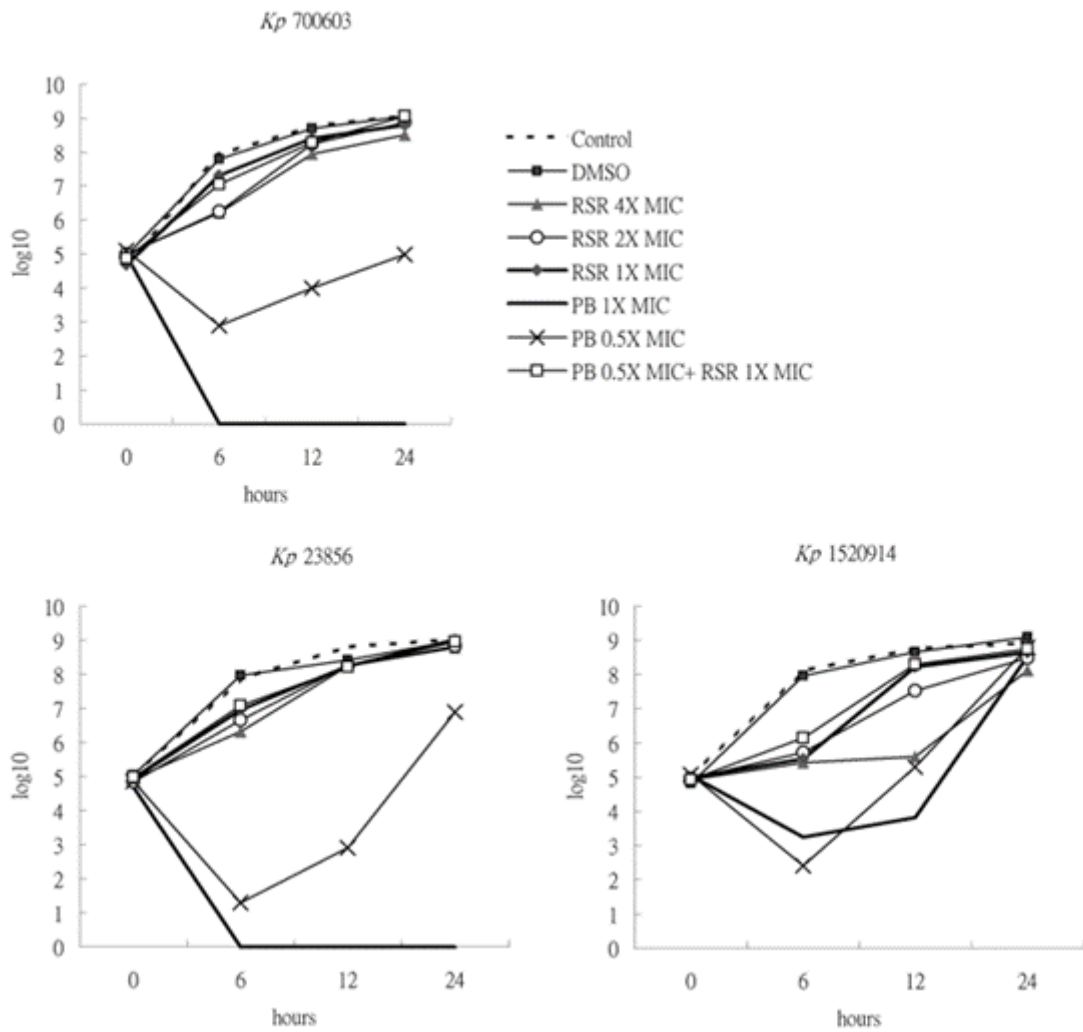 Kp 700603
10
9
8
7
6
5
4
3
2
1
0
log10
0 6 12 24
hours
Control
DMSO
RSR 4X MIC
RSR 2X MIC
RSR 1X MIC
PB 1X MIC
PB 0.5X MIC
PB 0.5X MIC+ RSR 1X MIC
Kp 23856
10
9
8
7
6
5
4
3
2
1
0
log10
0 6 12 24
hours
Kp 1520914
10
9
8
7
6
5
4
3
2
1
0
log10
0 6 12 24
hours